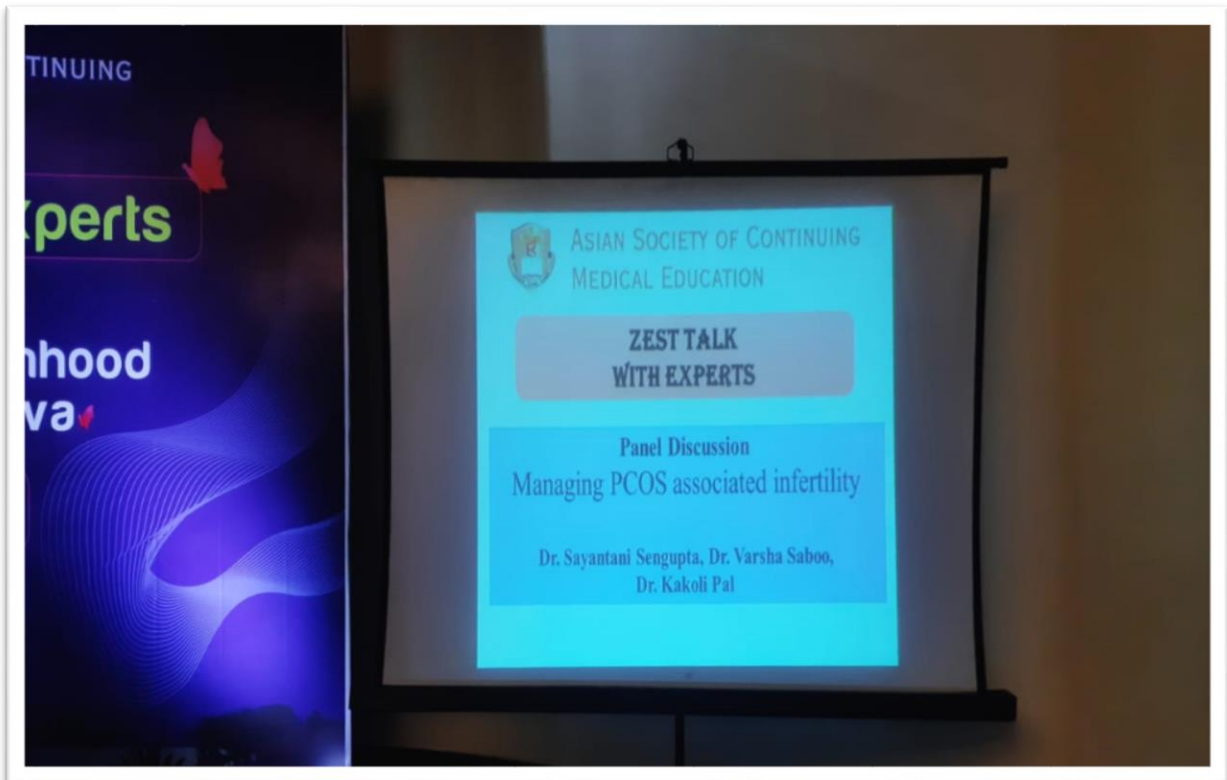 TINUING
xperts
nhood
va
ASIAN SOCIETY OF CONTINUING
MEDICAL EDUCATION
ZEST TALK
WITH EXPERTS
Panel Discussion
Managing PCOS associated infertility
Dr. Sayantani Sengupta, Dr. Varsha Saboo,
Dr. Kakoli Pal